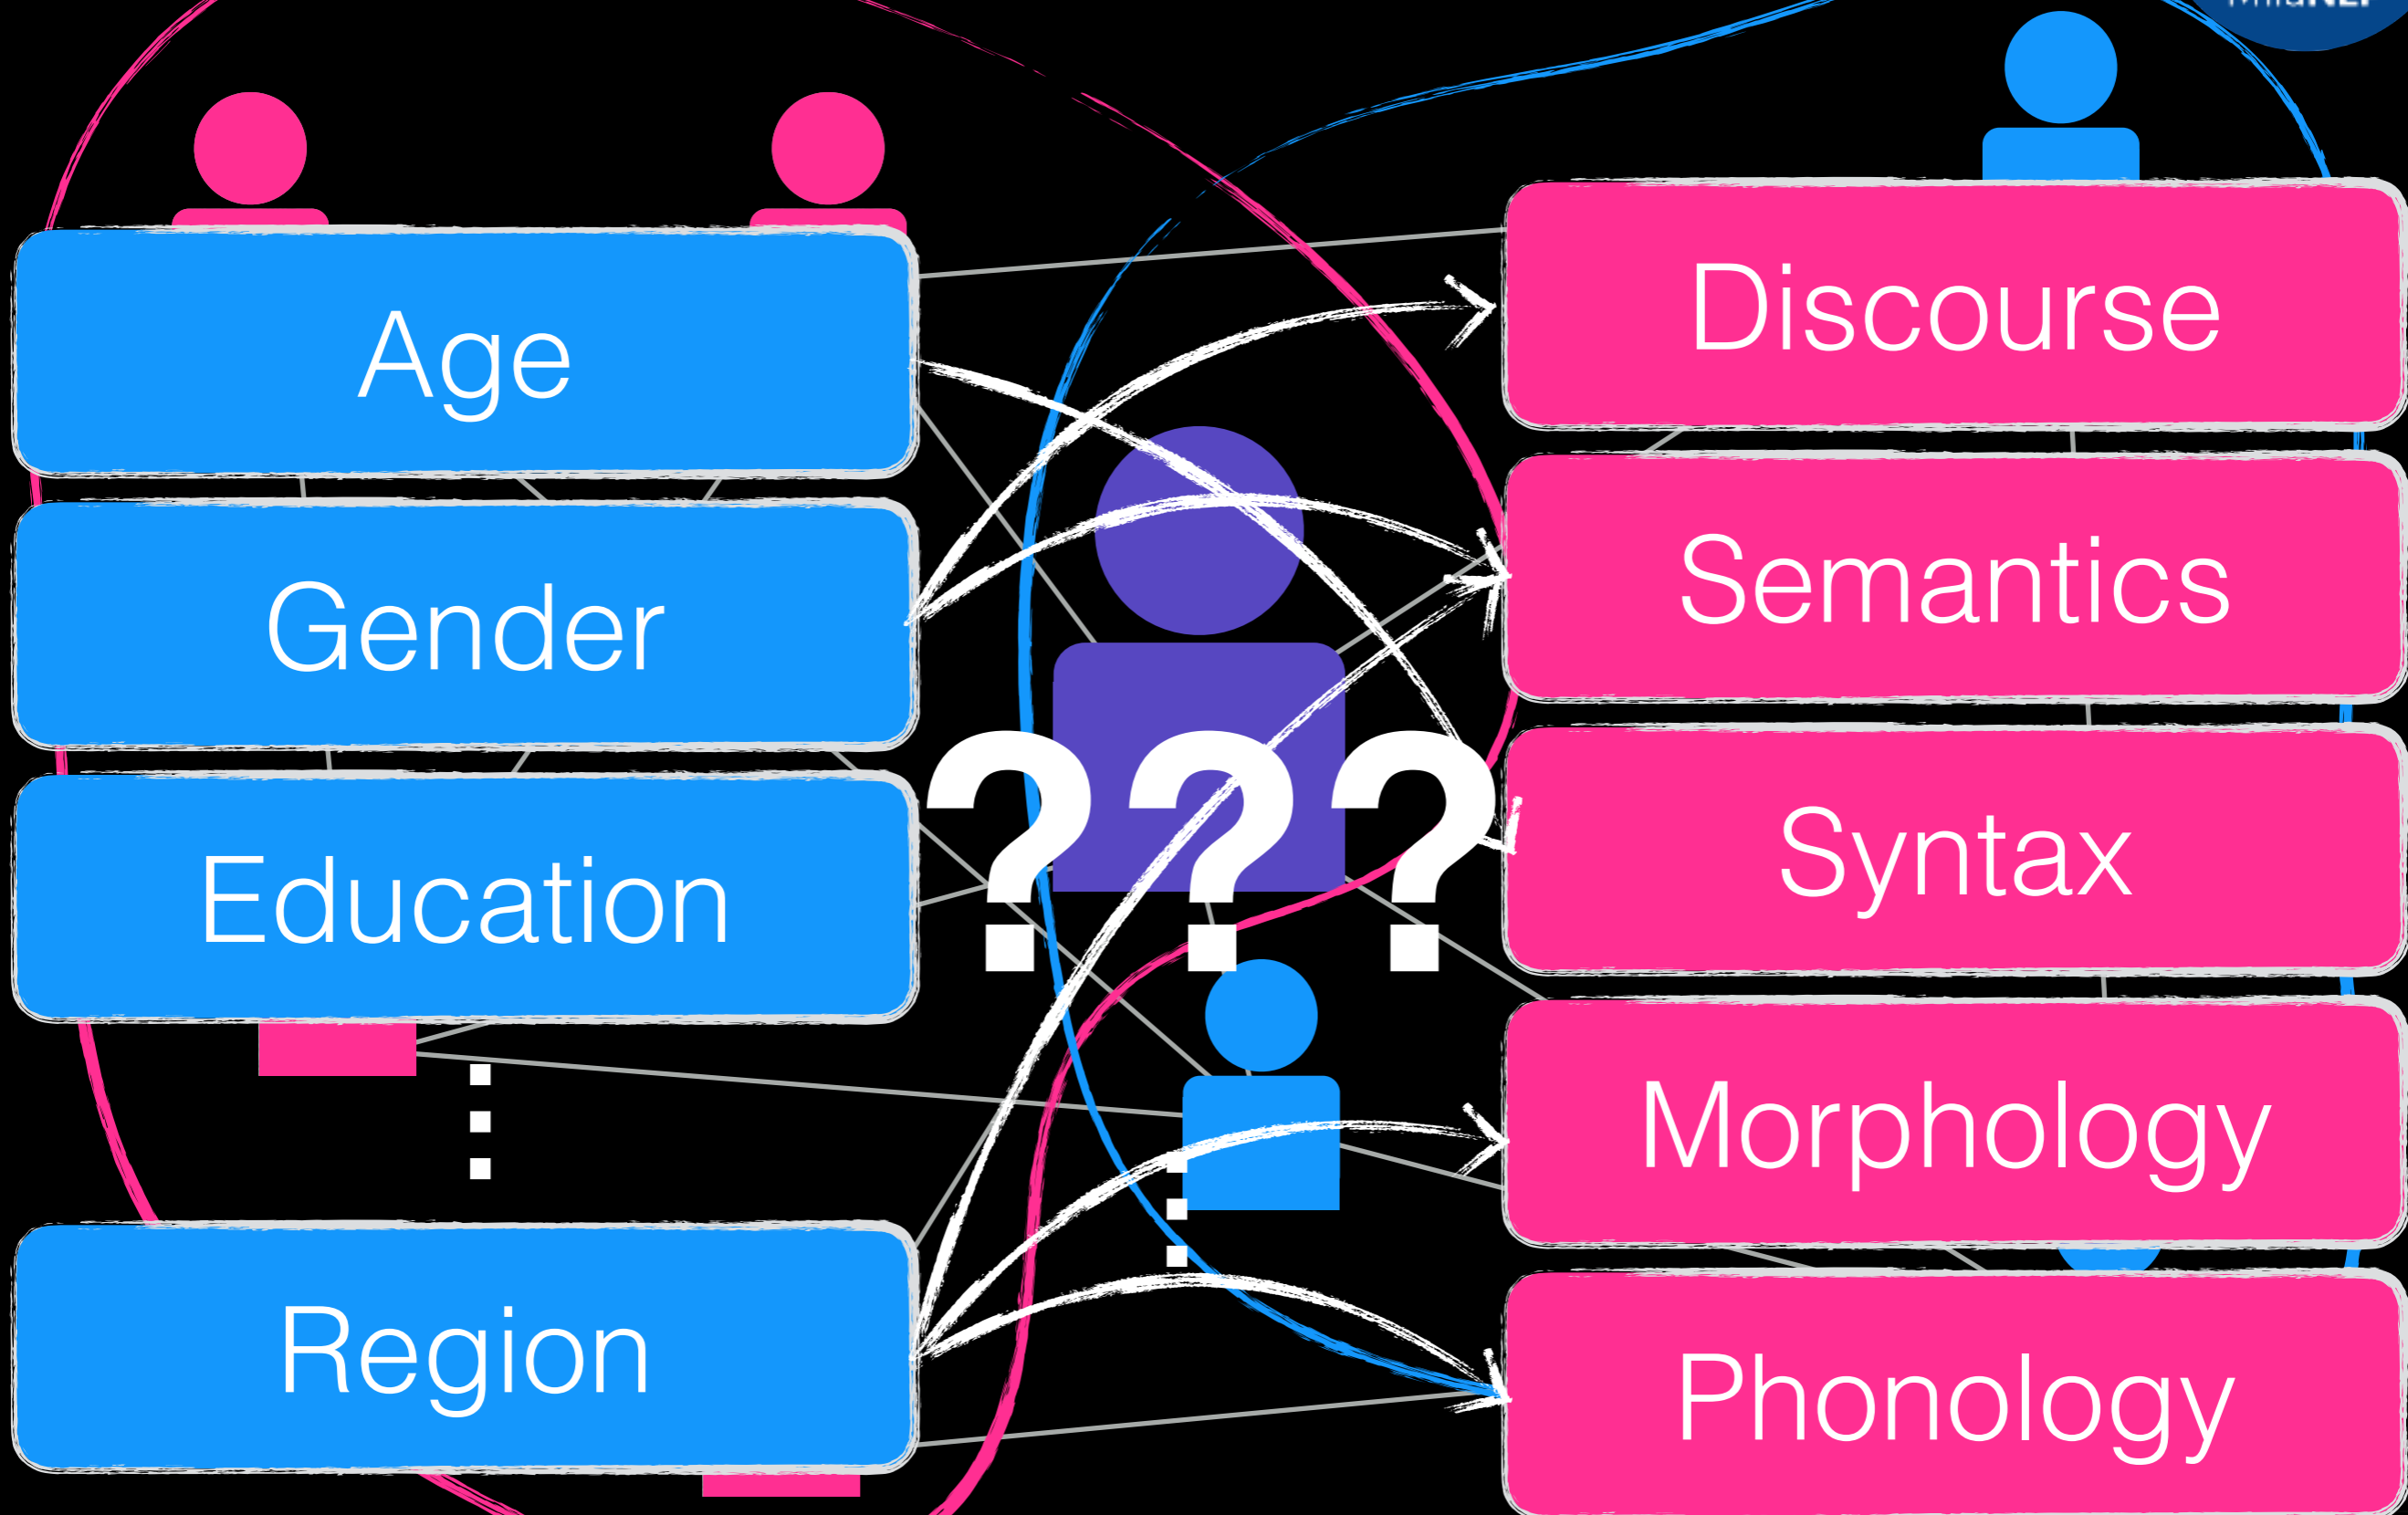 Age
Gender
Education
Region
???
Discourse
Semantics
Syntax
Morphology
Phonology